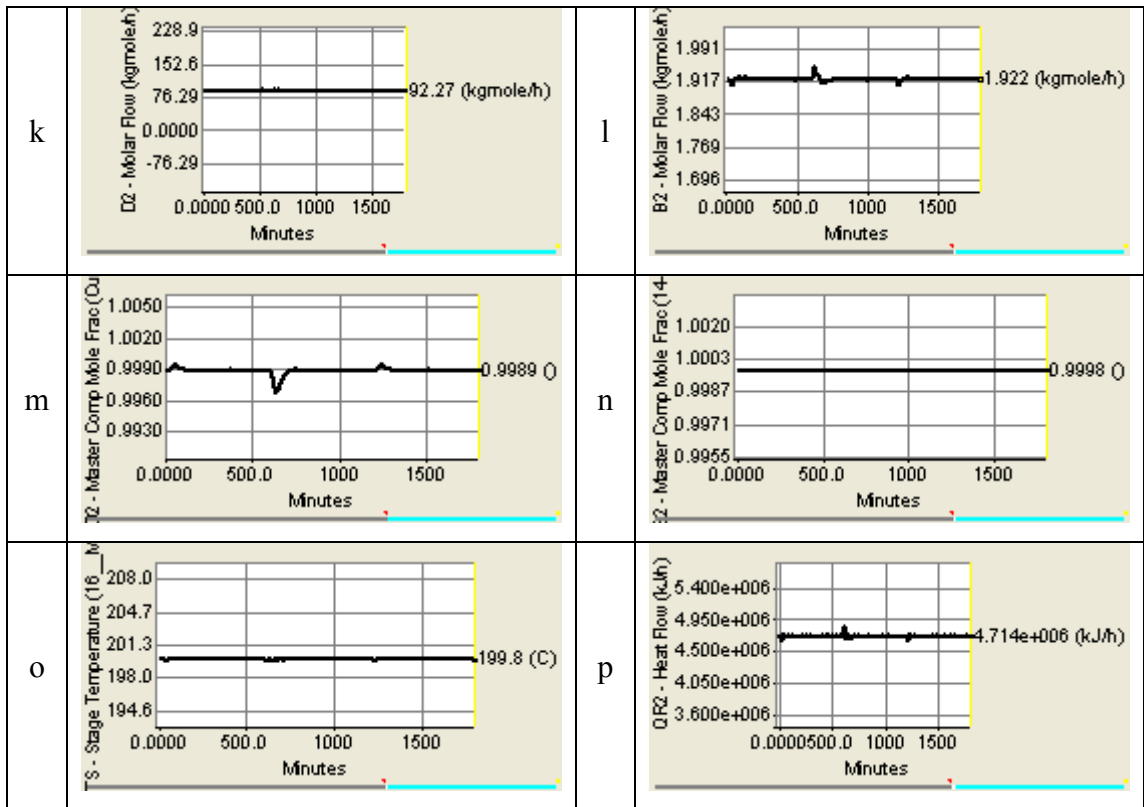 k
D2 - Molar Flow (kgmole/h)
228.9
152.6
76.29
0.0000
-76.29
92.27 (kgmole/h)
0.0000 500.0 1000 1500
Minutes
l
B2 - Molar Flow (kgmole/h)
1.991
1.917
1.843
1.769
1.696
1.922 (kgmole/h)
0.0000 500.0 1000 1500
Minutes
m
- Master Comp Mole Frac (Cu
1.0050
1.0020
0.9990
0.9960
0.9930
0.9989 ()
0.0000 500.0 1000 1500
Minutes
n
- Master Comp Mole Frac (14-
1.0020
1.0003
0.9987
0.9971
0.9955
0.9998 ()
0.0000 500.0 1000 1500
Minutes
o
TS - Stage Temperature (16__M
208.0
204.7
201.3
198.0
194.6
199.8 (C)
0.0000 500.0 1000 1500
Minutes
p
QR2 - Heat Flow (kJ/h)
5.400e+006
4.950e+006
4.500e+006
4.050e+006
3.600e+006
4.714e+006 (kJ/h)
0.0000500.0 1000 1500
Minutes